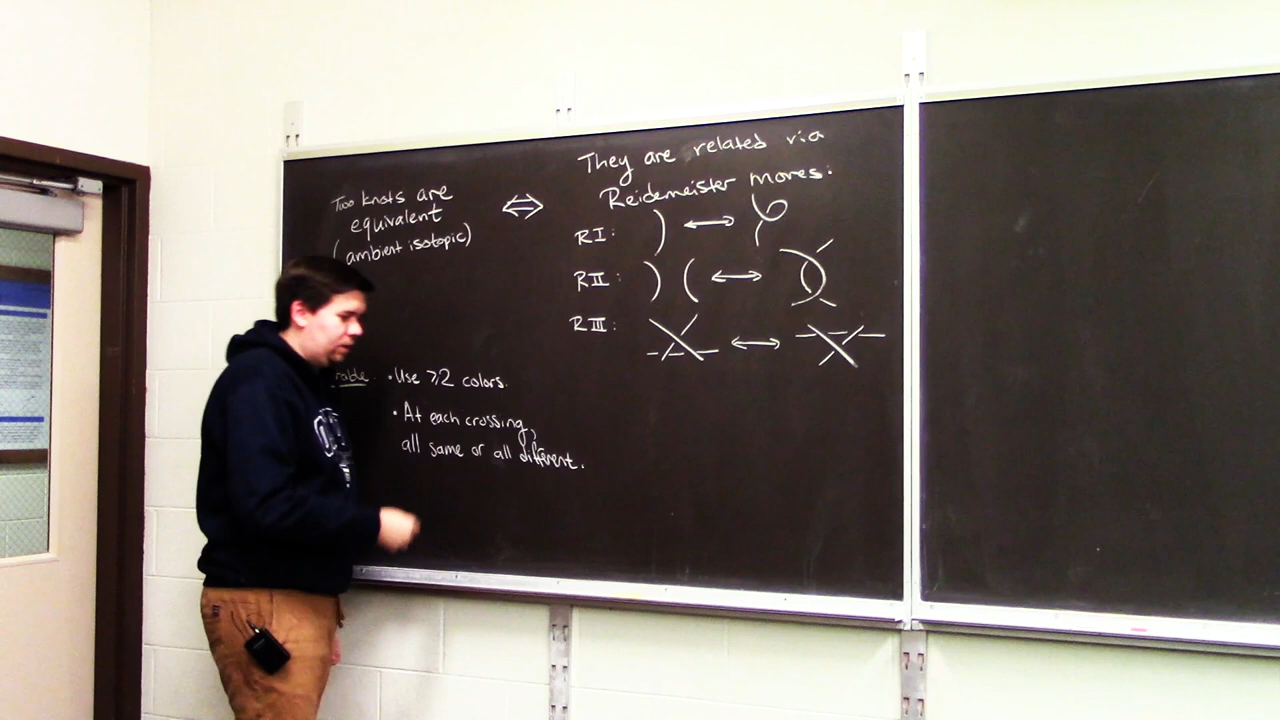 Two knots are
equivalent
(ambient isotopic)
⇔
They are related via
Reidemeister moves:
RI:
RII:
RIII:
• Use ≥2 colors.
• At each crossing,
all same or all different.